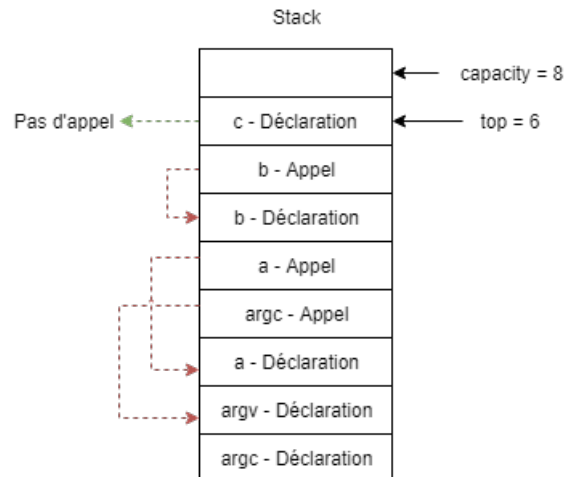 Stack
capacity = 8
Pas d'appel
c - Déclaration
top = 6
b - Appel
b - Déclaration
a - Appel
argc - Appel
a - Déclaration
argv - Déclaration
argc - Déclaration